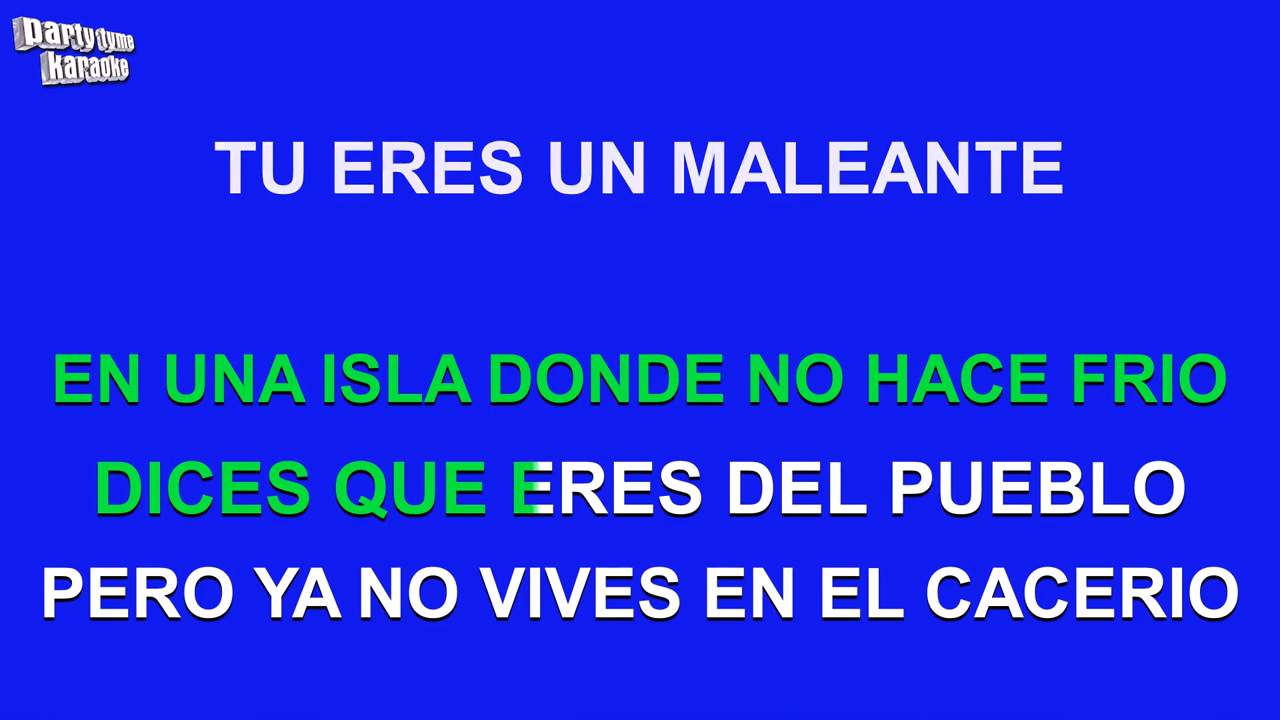 party tyme
karaoke
TU ERES UN MALEANTE
EN UNA ISLA DONDE NO HACE FRIO
DICES QUE ERES DEL PUEBLO
PERO YA NO VIVES EN EL CACERIO